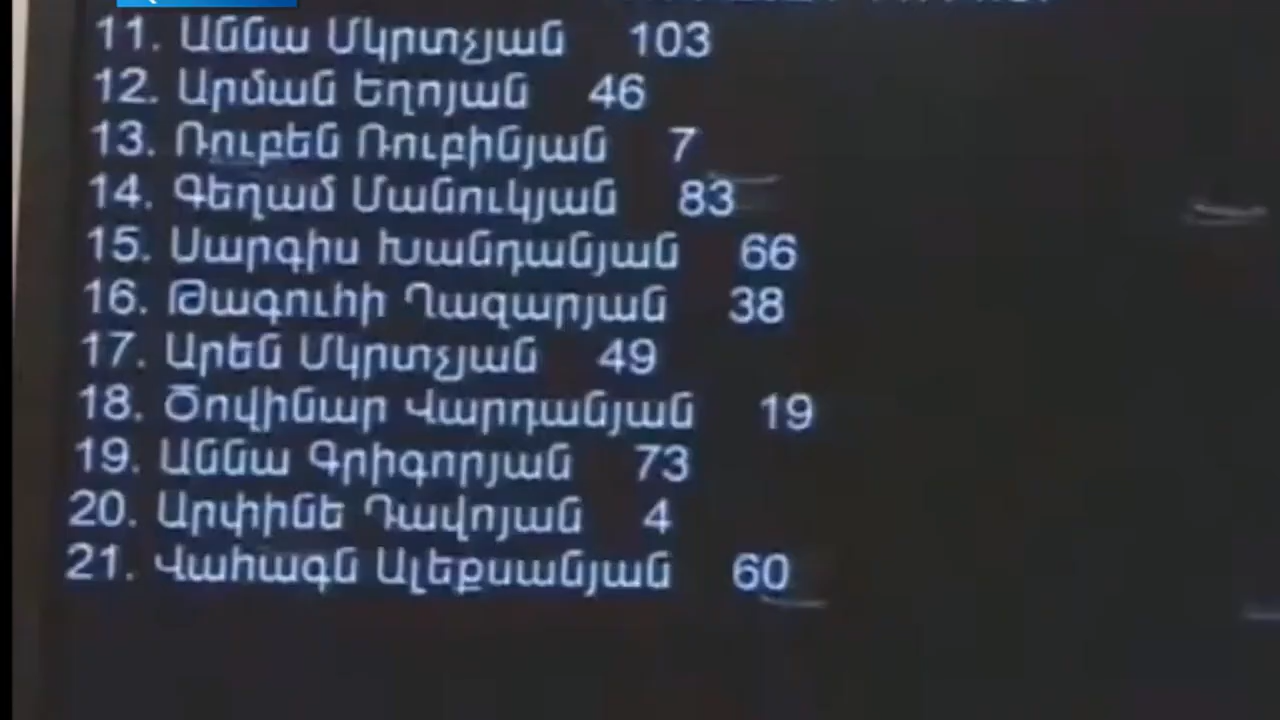 11. Աննա Մկրտչյան 103
12. Արման Եղոյան 46
13. Ռուբեն Ռուբինյան 7
14. Գեղամ Մանուկյան 83
15. Սարգիս Խանդանյան 66
16. Թագուհի Ղազարյան 38
17. Արեն Մկրտչյան 49
18. Ծովինար Վարդանյան 19
19. Աննա Գրիգորյան 73
20. Արփինե Դավոյան 4
21. Վահագն Ալեքսանյան 60